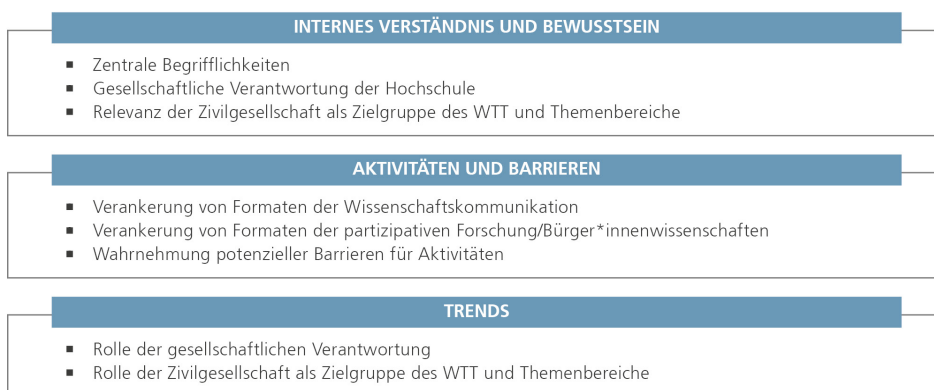 INTERNES VERSTÄNDNIS UND BEWUSSTSEIN
▪ Zentrale Begrifflichkeiten
▪ Gesellschaftliche Verantwortung der Hochschule
▪ Relevanz der Zivilgesellschaft als Zielgruppe des WTT und Themenbereiche
AKTIVITÄTEN UND BARRIEREN
▪ Verankerung von Formaten der Wissenschaftskommunikation
▪ Verankerung von Formaten der partizipativen Forschung/Bürger*innenwissenschaften
▪ Wahrnehmung potenzieller Barrieren für Aktivitäten
TRENDS
▪ Rolle der gesellschaftlichen Verantwortung
▪ Rolle der Zivilgesellschaft als Zielgruppe des WTT und Themenbereiche